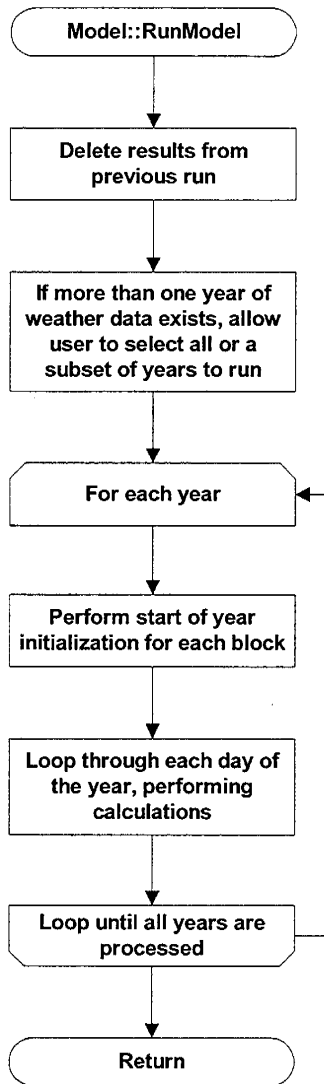 Model::RunModel
Delete results from
previous run
If more than one year of
weather data exists, allow
user to select all or a
subset of years to run
For each year
Perform start of year
initialization for each block
Loop through each day of
the year, performing
calculations
Loop until all years are
processed
Return